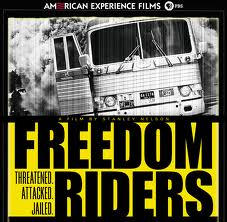 AMERICAN EXPERIENCE FILMS PBS
A FILM BY STANLEY NELSON
FREEDOM
RIDERS
THREATENED.
ATTACKED.
JAILED.